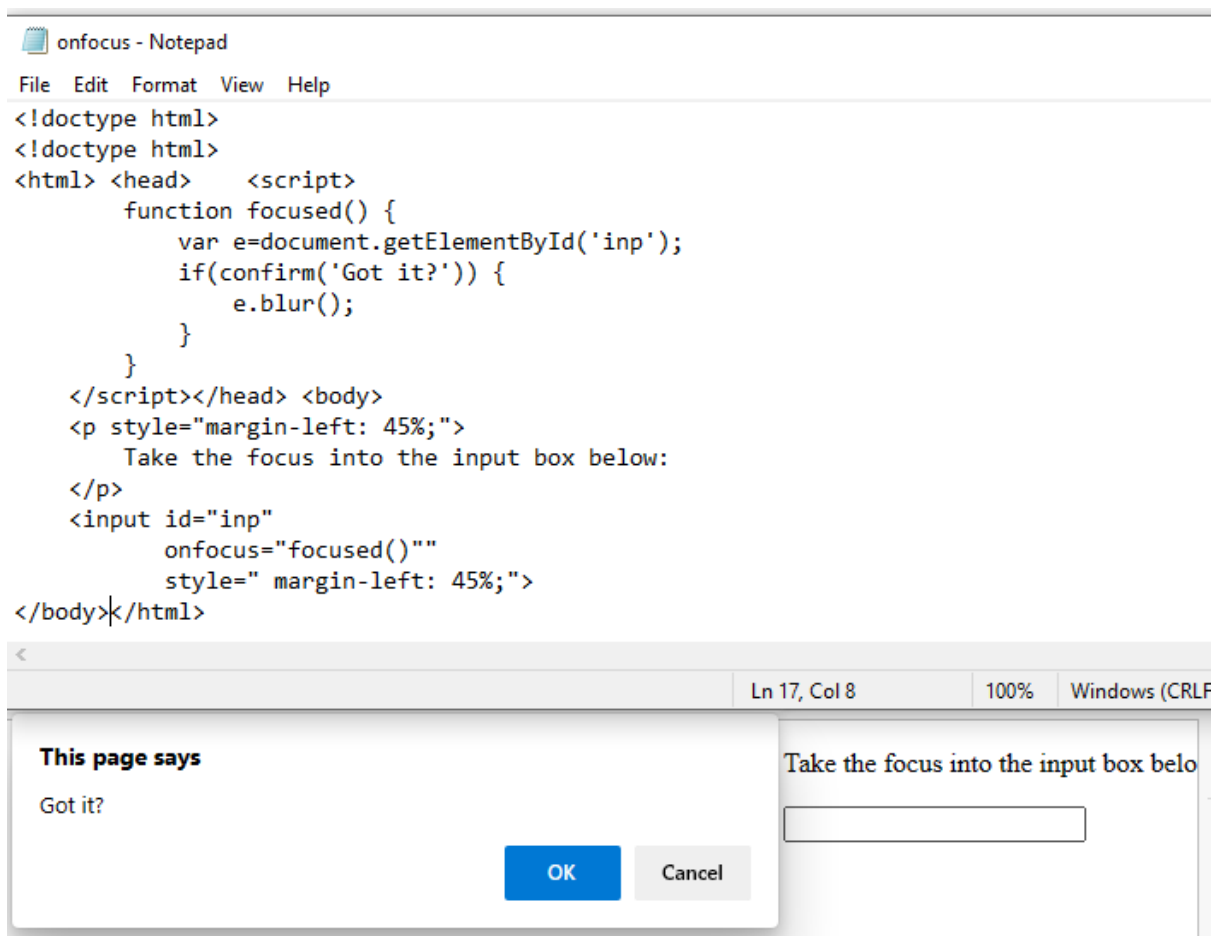 onfocus - Notepad
File Edit Format View Help
<!doctype html>
<!doctype html>
<html> <head>    <script>
        function focused() {
            var e=document.getElementById('inp');
            if(confirm('Got it?')) {
                e.blur();
            }
        }
    </script></head> <body>
    <p style="margin-left: 45%;">
        Take the focus into the input box below:
    </p>
    <input id="inp"
           onfocus="focused()""
           style=" margin-left: 45%;">
</body></html>
Ln 17, Col 8 100% Windows (CRLF
This page says
Got it?
OK Cancel
Take the focus into the input box belo